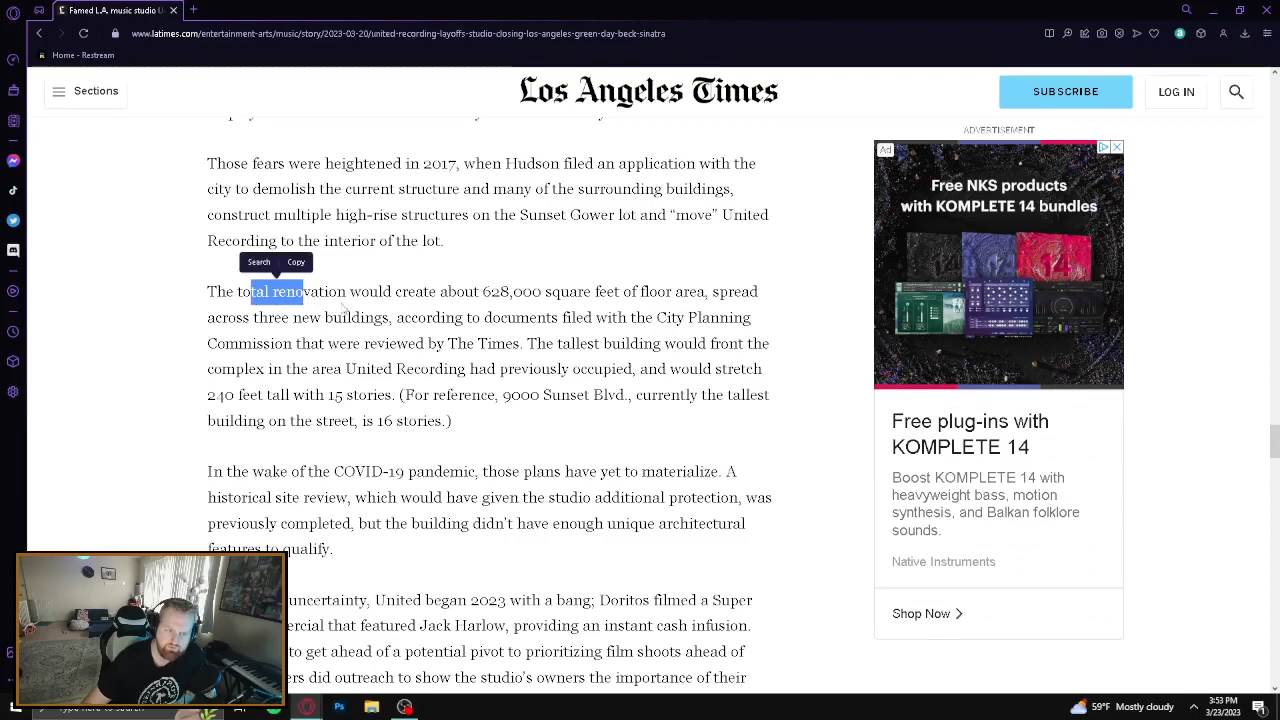 L.A.'s famed United Recording
www.latimes.com/entertainment-arts/music/story/2023-03-20/united-recording-layoffs-studio-closing-los-angeles-green-day-beck-sinatra
Home - Restream
Sections
Los Angeles Times
SUBSCRIBE
LOG IN
Those fears were heightened in 2017, when Hudson filed an application with the
city to demolish the current structure and many of the surrounding buildings,
construct multiple high-rise structures on the Sunset Gower lot and “move” United
Recording to the interior of the lot.
Search
Copy
The total renovation would create about 628,000 square feet of floor area, spread
across three new buildings, according to documents filed with the City Planning
Commission that were reviewed by The Times. The tallest building would front the
complex in the area United Recording had previously occupied, and would stretch
240 feet tall with 15 stories. (For reference, 9000 Sunset Blvd., currently the tallest
building on the street, is 16 stories.)
In the wake of the COVID-19 pandemic, those plans have yet to materialize. A
historical site review, which would have given the studio additional protection, was
previously completed, but the building didn't have enough unique architectural
features to qualify.
uncertainty, United began 2023 with a bang; Doritos filmed a Super
that featured Jack Harlow, providing an instant cash infusion.
to get ahead of a potential pivot to prioritizing film shoots ahead of
did outreach to show the studio's owners the importance of their
ADVERTISEMENT
Ad
Free NKS products
with KOMPLETE 14 bundles
14
14
14
Free plug-ins with
KOMPLETE 14
Boost KOMPLETE 14 with
heavyweight bass, motion
synthesis, and Balkan folklore
sounds.
Native Instruments
Shop Now
Type here to search
Ps
59°F Mostly cloudy
3:53 PM
3/23/2023